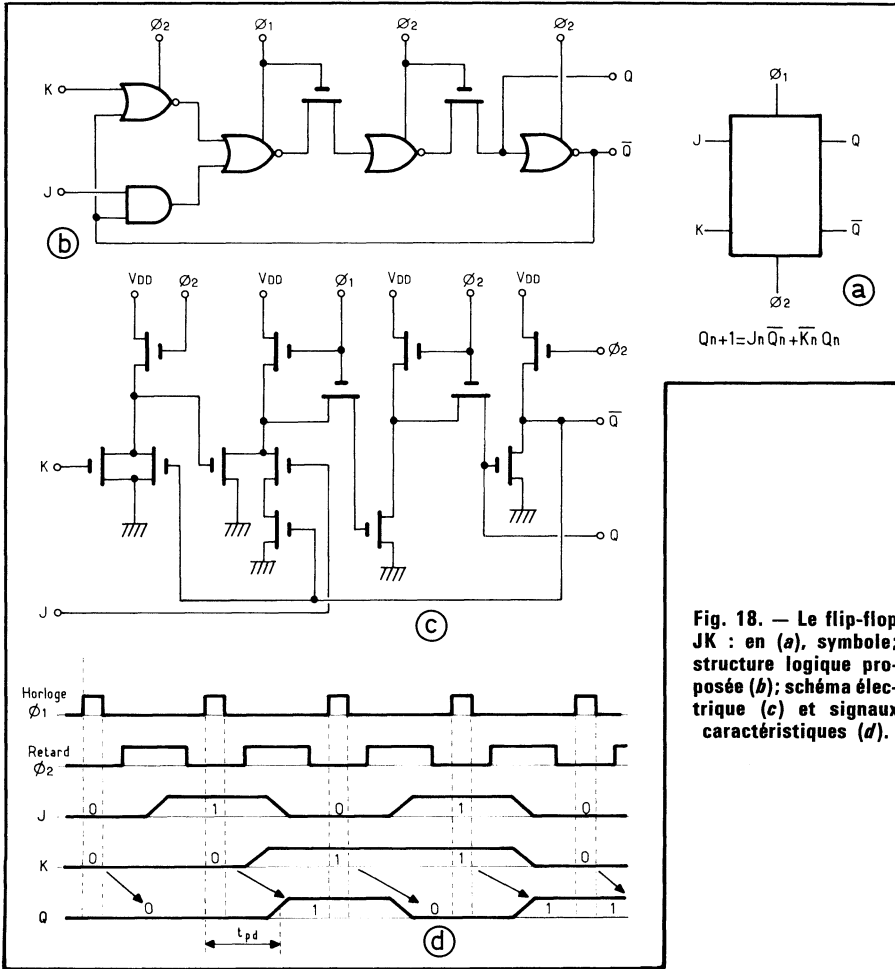 Ø2
Ø1
Ø2
Ø2
K
Q
Q̅
J
b
Ø1
J
Q
K
Q̅
Ø2
a
Qn+1=Jn Q̅n+K̅n Qn
VDD
Ø2
VDD
Ø1
VDD
Ø2
VDD
Ø2
Q̅
K
Q
J
c
Fig. 18. — Le flip-flop
JK : en (a), symbole;
structure logique pro-
posée (b); schéma élec-
trique (c) et signaux
caractéristiques (d).
Horloge
Ø1
Retard
Ø2
J
0 1 0 1 0
K
0 0 1 1 0
Q
0 1 0 1 1
tpd
d